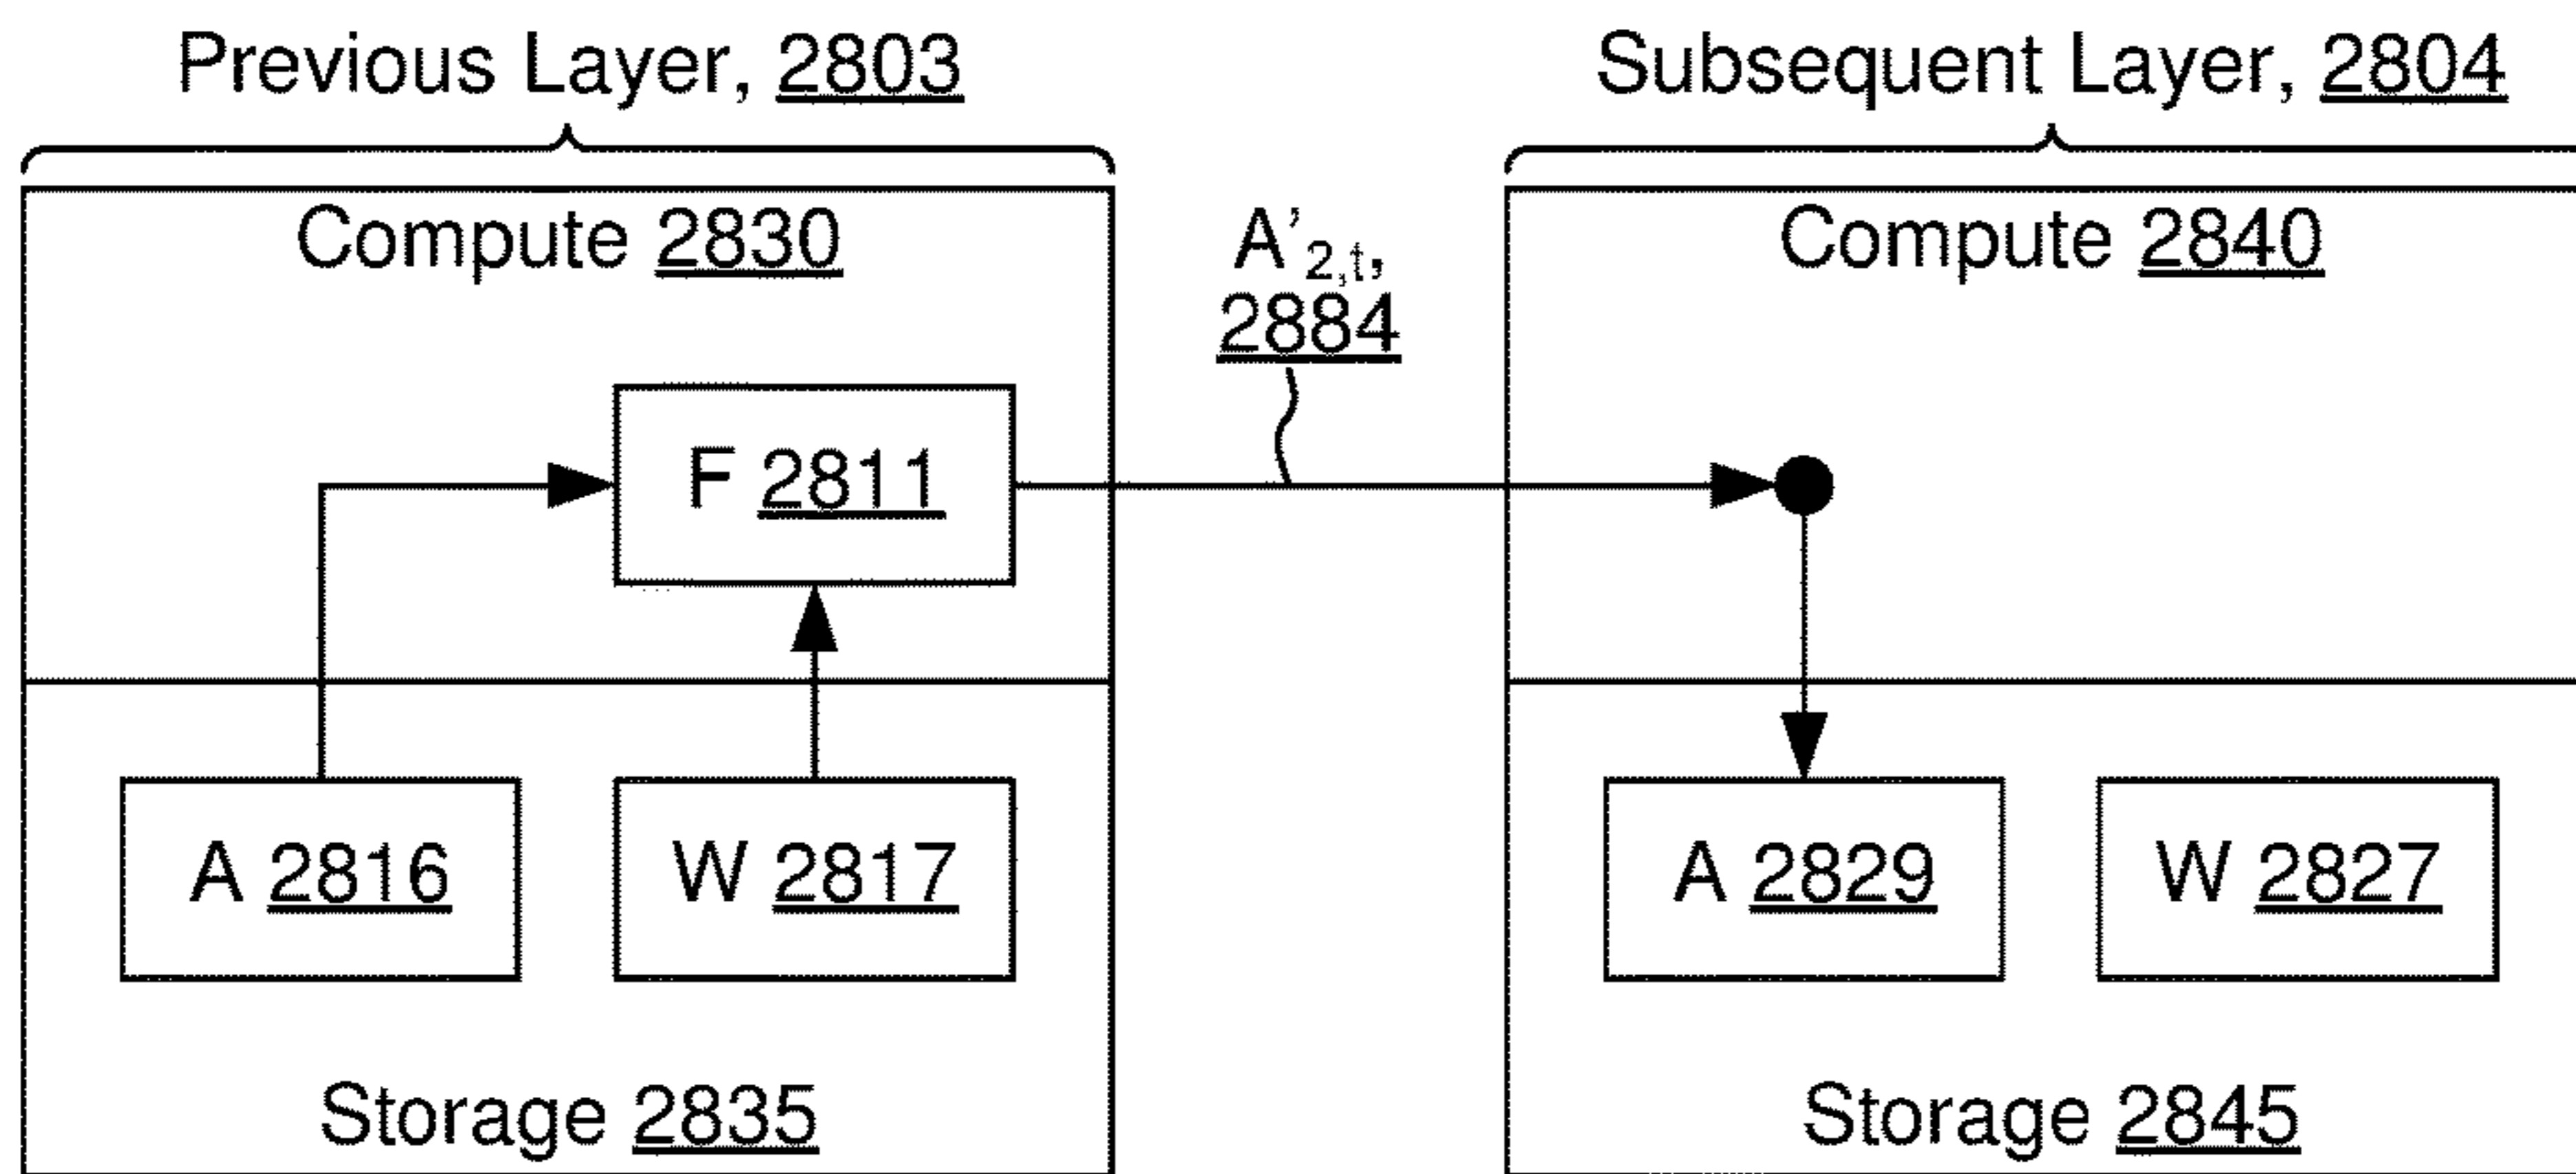 Previous Layer, 2803
Subsequent Layer, 2804
Compute 2830
A'2,t,
2884
Compute 2840
F 2811
A 2816
W 2817
A 2829
W 2827
Storage 2835
Storage 2845